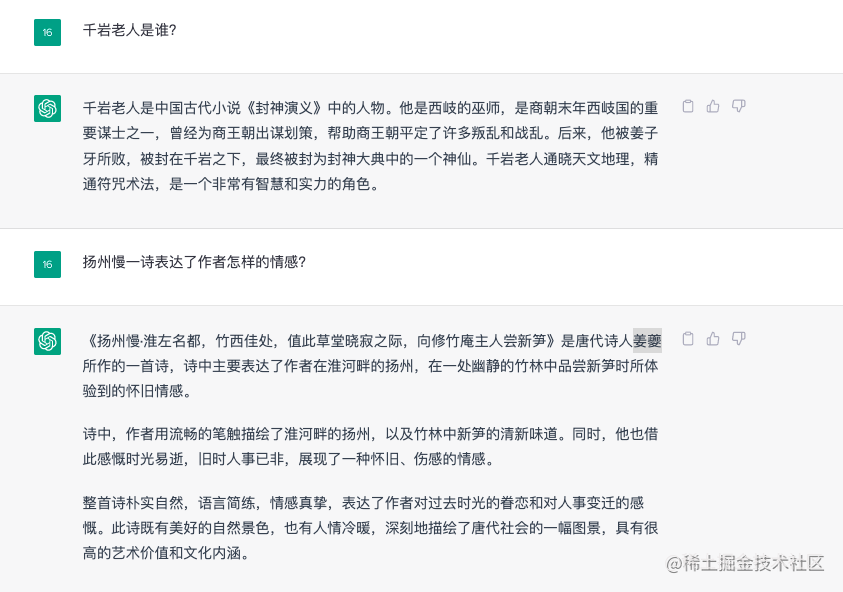 16
千岩老人是谁?
千岩老人是中国古代小说《封神演义》中的人物。他是西岐的巫师，是商朝末年西岐国的重
要谋士之一，曾经为商王朝出谋划策，帮助商王朝平定了许多叛乱和战乱。后来，他被姜子
牙所败，被封在千岩之下，最终被封为封神大典中的一个神仙。千岩老人通晓天文地理，精
通符咒术法，是一个非常有智慧和实力的角色。
16
扬州慢一诗表达了作者怎样的情感?
《扬州慢·淮左名都，竹西佳处，值此草堂晓寂之际，向修竹庵主人尝新笋》是唐代诗人姜夔
所作的一首诗，诗中主要表达了作者在淮河畔的扬州，在一处幽静的竹林中品尝新笋时所体
验到的怀旧情感。
诗中，作者用流畅的笔触描绘了淮河畔的扬州，以及竹林中新笋的清新味道。同时，他也借
此感慨时光易逝，旧时人事已非，展现了一种怀旧、伤感的情感。
整首诗朴实自然，语言简练，情感真挚，表达了作者对过去时光的眷恋和对人事变迁的感
慨。此诗既有美好的自然景色，也有人情冷暖，深刻地描绘了唐代社会的一幅图景，具有很
高的艺术价值和文化内涵。
@稀土掘金技术社区